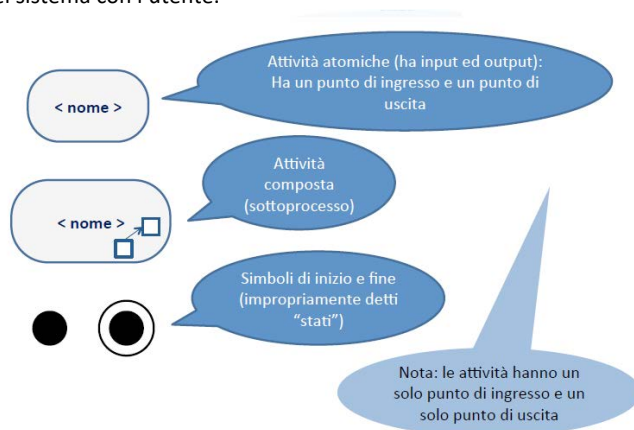 sistema con l'utente.
Attività atomiche (ha input ed output):
Ha un punto di ingresso e un punto di
uscita
< nome >
Attività
composta
(sottoprocesso)
< nome >
Simboli di inizio e fine
(impropriamente detti
“stati”)
Nota: le attività hanno un
solo punto di ingresso e un
solo punto di uscita